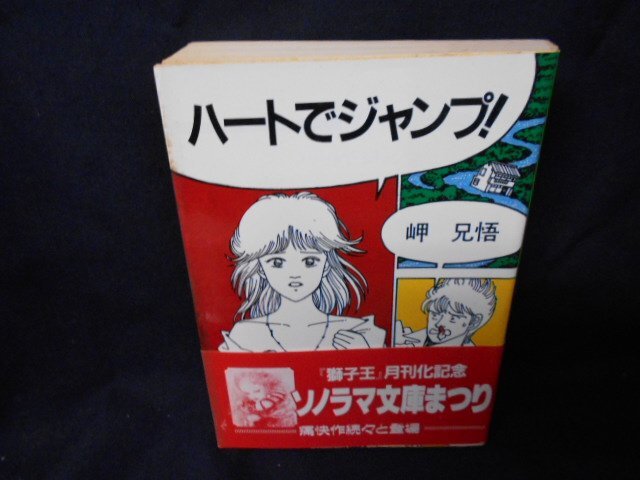 ハートでジャンプ!
岬 兄悟
『獅子王』月刊化記念
ソノラマ文庫まつり
痛快作続々と登場